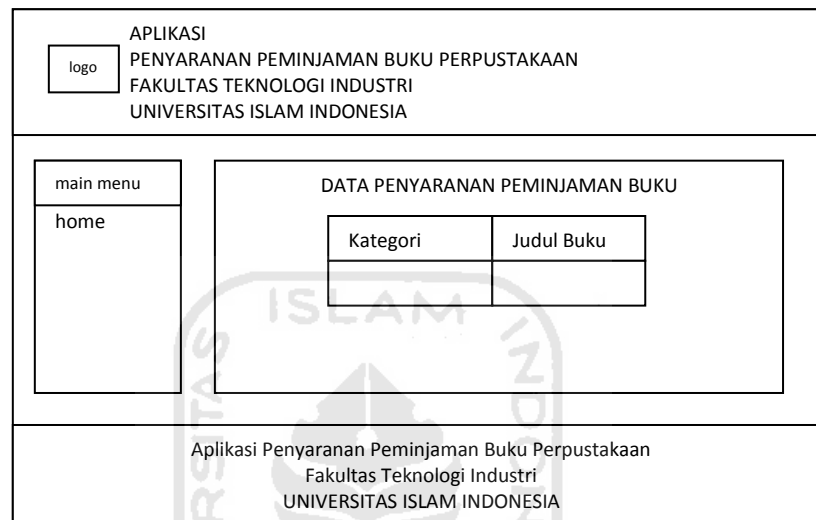 APLIKASI
logo
PENYARANAN PEMINJAMAN BUKU PERPUSTAKAAN
FAKULTAS TEKNOLOGI INDUSTRI
UNIVERSITAS ISLAM INDONESIA
main menu
home
DATA PENYARANAN PEMINJAMAN BUKU
Kategori
Judul Buku
ISLAM
Aplikasi Penyaranan Peminjaman Buku Perpustakaan
Fakultas Teknologi Industri
UNIVERSITAS ISLAM INDONESIA